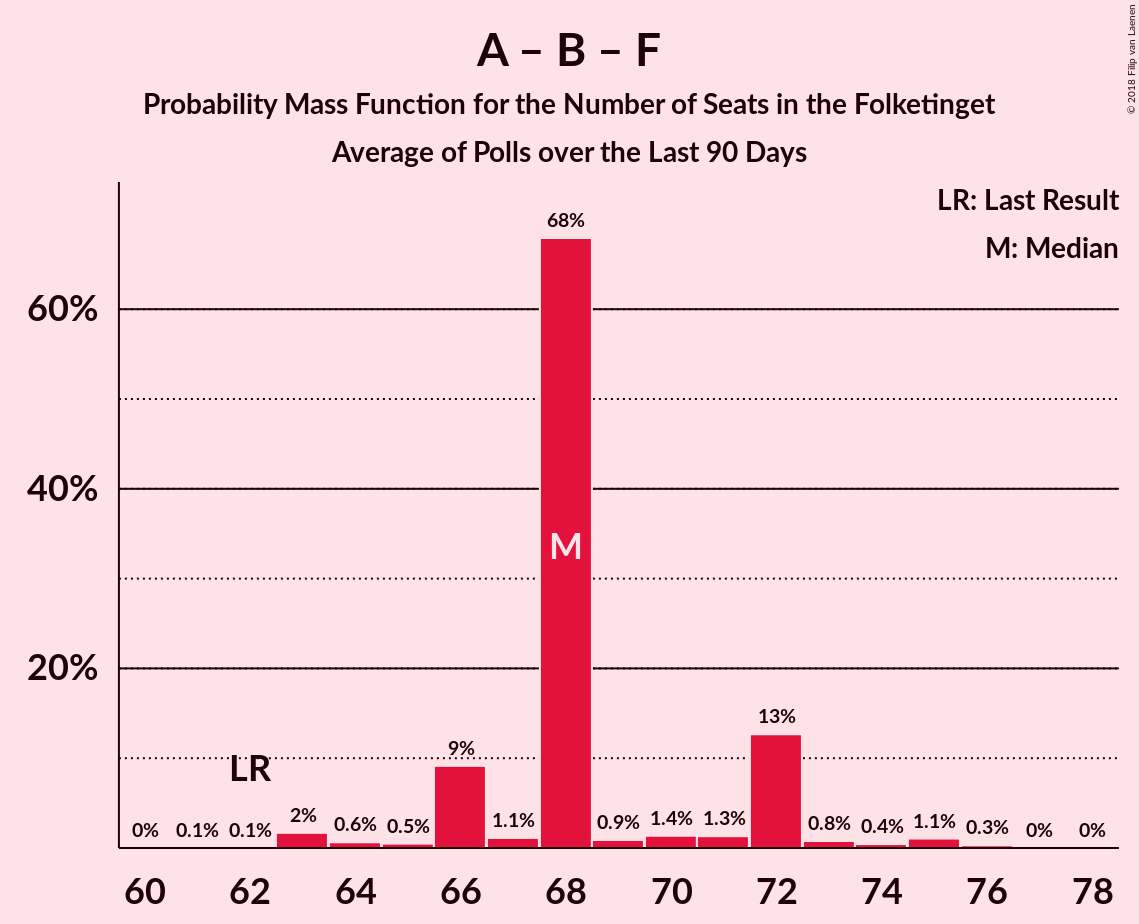 A – B – F
Probability Mass Function for the Number of Seats in the Folketinget
Average of Polls over the Last 90 Days
© 2018 Filip van Laenen
LR: Last Result
M: Median
68%
60%
40%
M
20%
13%
9%
LR
0% 0.1% 0.1% 2% 0.6% 0.5% 1.1% 0.9% 1.4% 1.3% 0.8% 0.4% 1.1% 0.3% 0% 0%
60 62 64 66 68 70 72 74 76 78